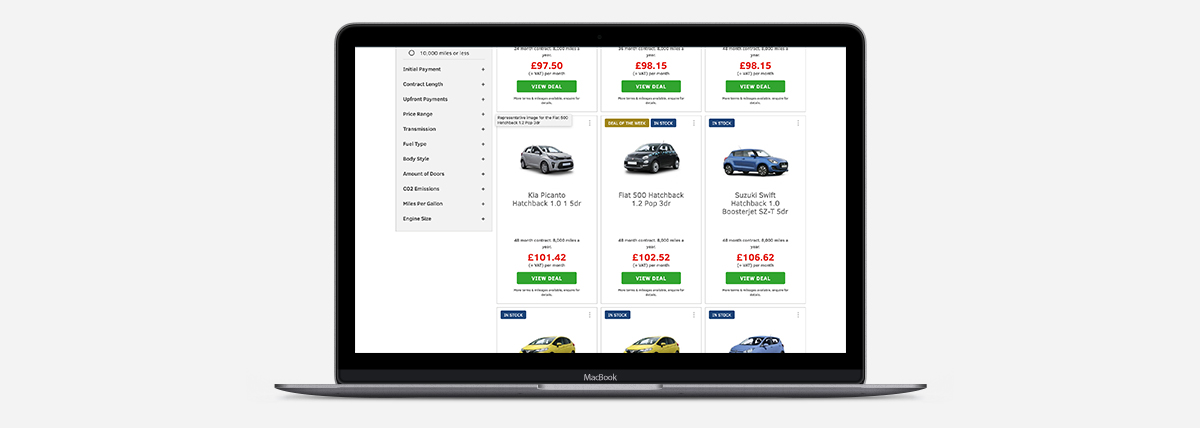 10,000 miles or less
Initial Payment +
Contract Length +
Upfront Payments +
Price Range +
Transmission +
Fuel Type +
Body Style +
Amount of Doors +
CO2 Emissions +
Miles Per Gallon +
Engine Size +
24 month contract, 8,000 miles a
year.
£97.50
(+ VAT) per month
VIEW DEAL
More terms & mileages available, enquire for
details.
36 month contract, 8,000 miles a
year.
£98.15
(+ VAT) per month
VIEW DEAL
More terms & mileages available, enquire for
details.
48 month contract, 8,000 miles a
year.
£98.15
(+ VAT) per month
VIEW DEAL
More terms & mileages available, enquire for
details.
Representative image for the Fiat 500
Hatchback 1.2 Pop 3dr
Kia Picanto
Hatchback 1.0 1 5dr
48 month contract, 8,000 miles a
year.
£101.42
(+ VAT) per month
VIEW DEAL
More terms & mileages available, enquire for
details.
DEAL OF THE WEEK
IN STOCK
Fiat 500 Hatchback
1.2 Pop 3dr
48 month contract, 8,000 miles a
year.
£102.52
(+ VAT) per month
VIEW DEAL
More terms & mileages available, enquire for
details.
IN STOCK
Suzuki Swift
Hatchback 1.0
Boosterjet SZ-T 5dr
48 month contract, 8,000 miles a
year.
£106.62
(+ VAT) per month
VIEW DEAL
More terms & mileages available, enquire for
details.
IN STOCK
IN STOCK
IN STOCK
MacBook